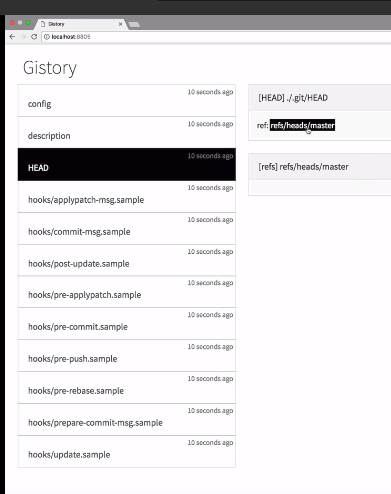 Gistory
localhost:8805
Gistory
10 seconds ago
config
10 seconds ago
description
10 seconds ago
HEAD
10 seconds ago
hooks/applypatch-msg.sample
10 seconds ago
hooks/commit-msg.sample
10 seconds ago
hooks/post-update.sample
10 seconds ago
hooks/pre-applypatch.sample
10 seconds ago
hooks/pre-commit.sample
10 seconds ago
hooks/pre-push.sample
10 seconds ago
hooks/pre-rebase.sample
10 seconds ago
hooks/prepare-commit-msg.sample
10 seconds ago
hooks/update.sample
[HEAD] ./.git/HEAD
ref: refs/heads/master
[refs] refs/heads/master